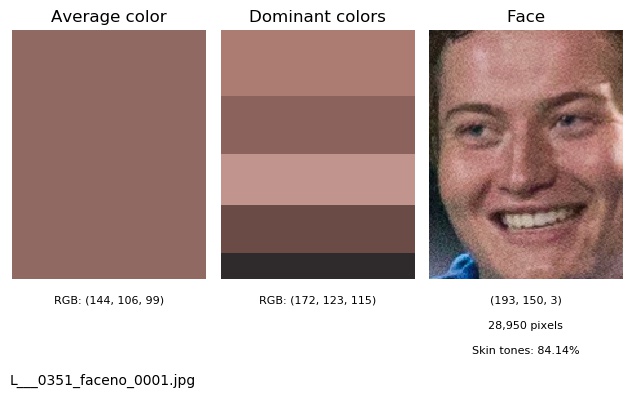 Average color
Dominant colors
Face
RGB: (144, 106, 99)
RGB: (172, 123, 115)
(193, 150, 3)
28,950 pixels
Skin tones: 84.14%
L___0351_faceno_0001.jpg